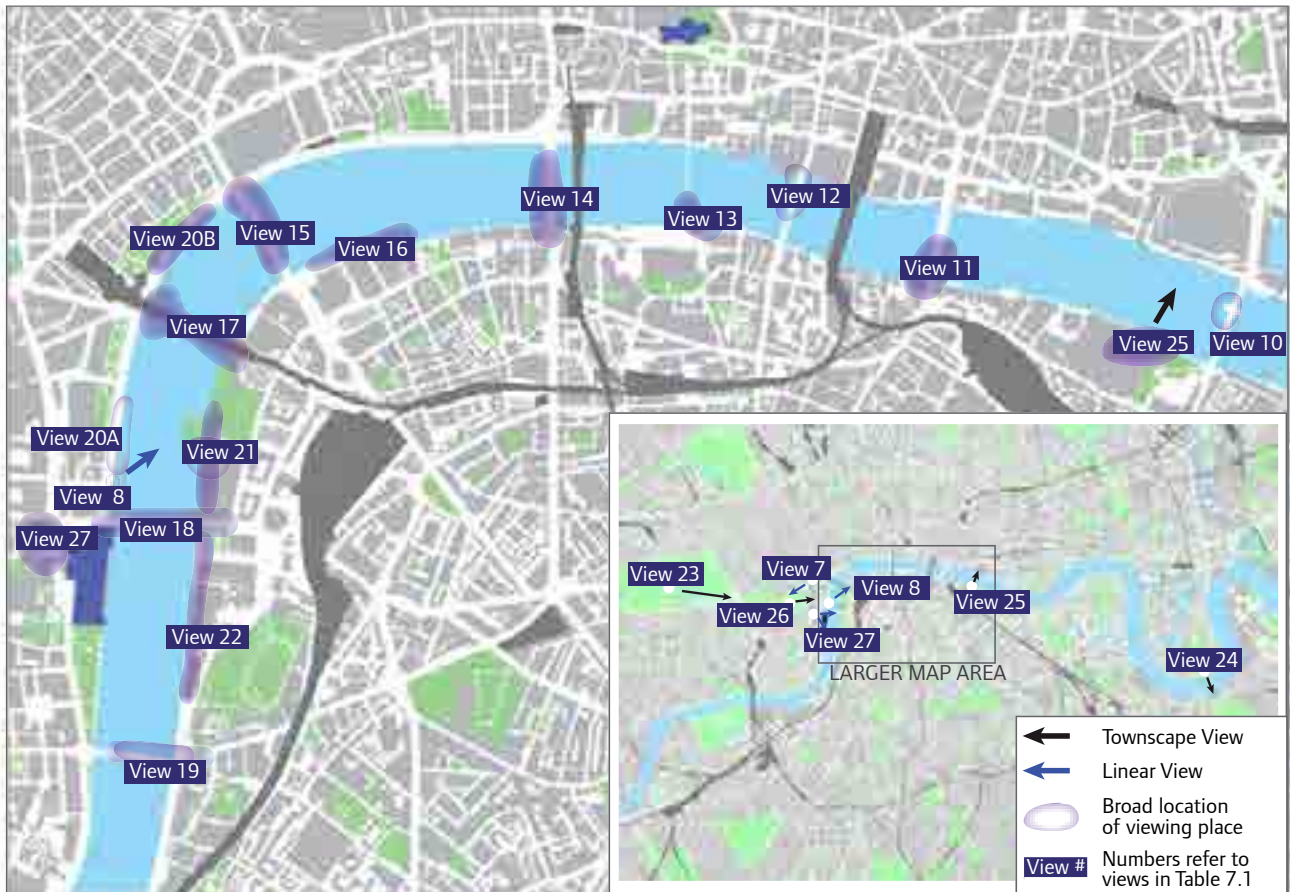 View 14
View 12
View 13
View 20B
View 15
View 16
View 11
View 17
View 25
View 10
View 20A
View 21
View 8
View 18
View 27
View 22
View 19
View 23
View 7
View 8
View 26
View 25
View 27
View 24
LARGER MAP AREA
Townscape View
Linear View
Broad location
of viewing place
View #
Numbers refer to
views in Table 7.1